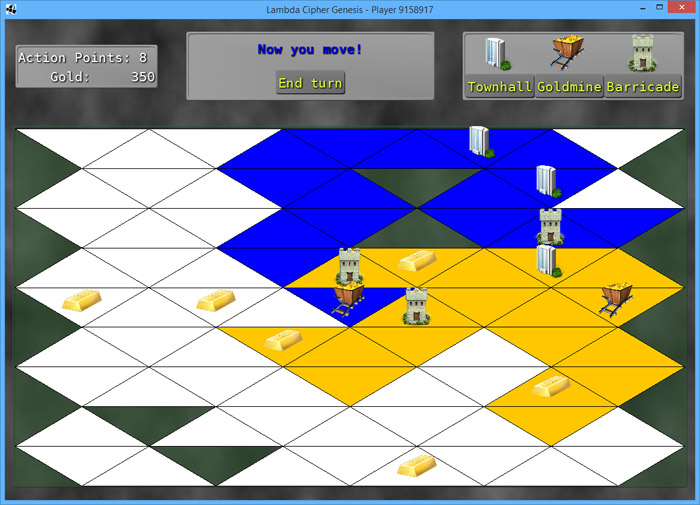 Lambda Cipher Genesis - Player 9158917
Action Points: 8
Gold: 350
Now you move!
End turn
Townhall
Goldmine
Barricade